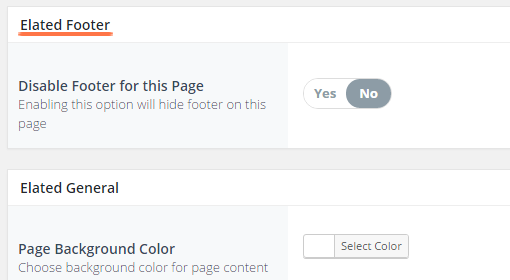 Elated Footer
Disable Footer for this Page
Yes No
Enabling this option will hide footer on this
page
Elated General
Page Background Color
Select Color
Choose background color for page content